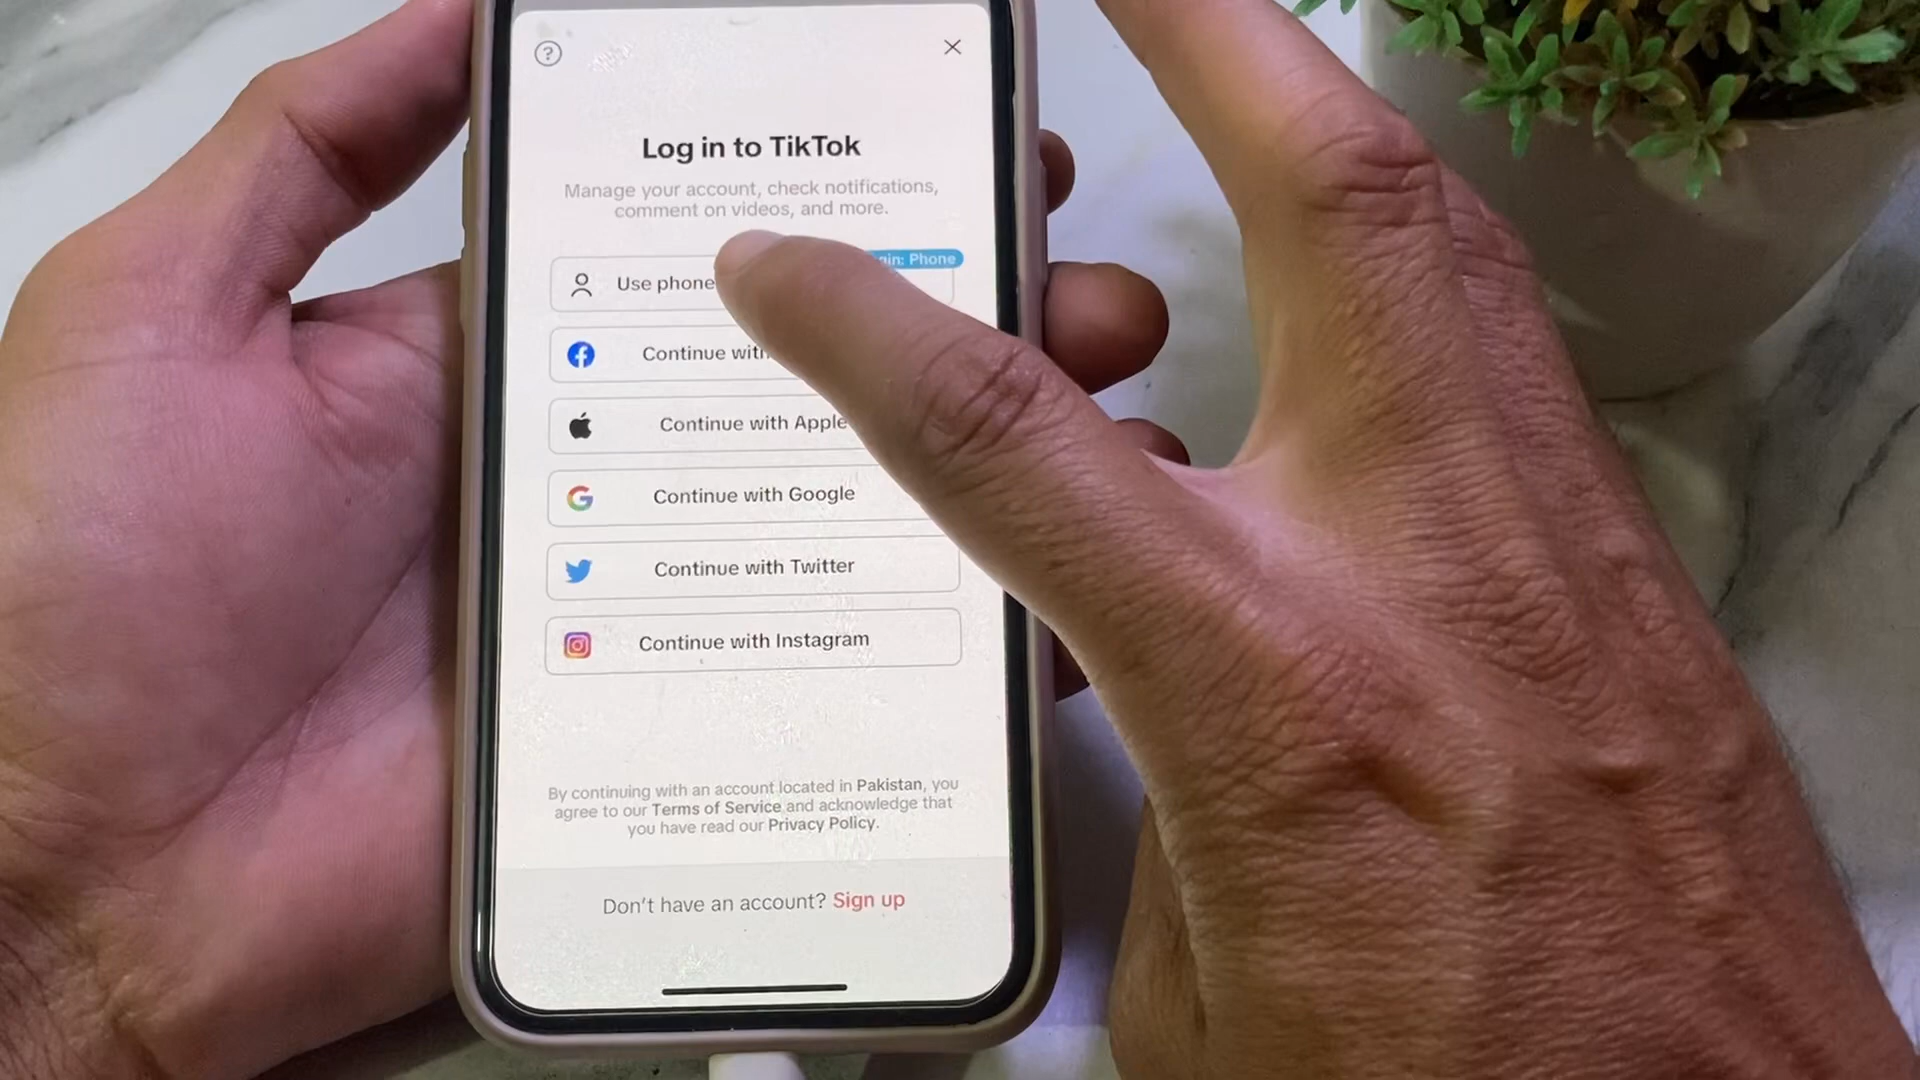 ?
Log in to TikTok
Manage your account, check notifications,
comment on videos, and more.
: Phone
Use phone
Continue with
Continue with Apple
Continue with Google
Continue with Twitter
Continue with Instagram
By continuing with an account located in Pakistan, you
agree to our Terms of Service and acknowledge that
you have read our Privacy Policy.
Don't have an account? Sign up